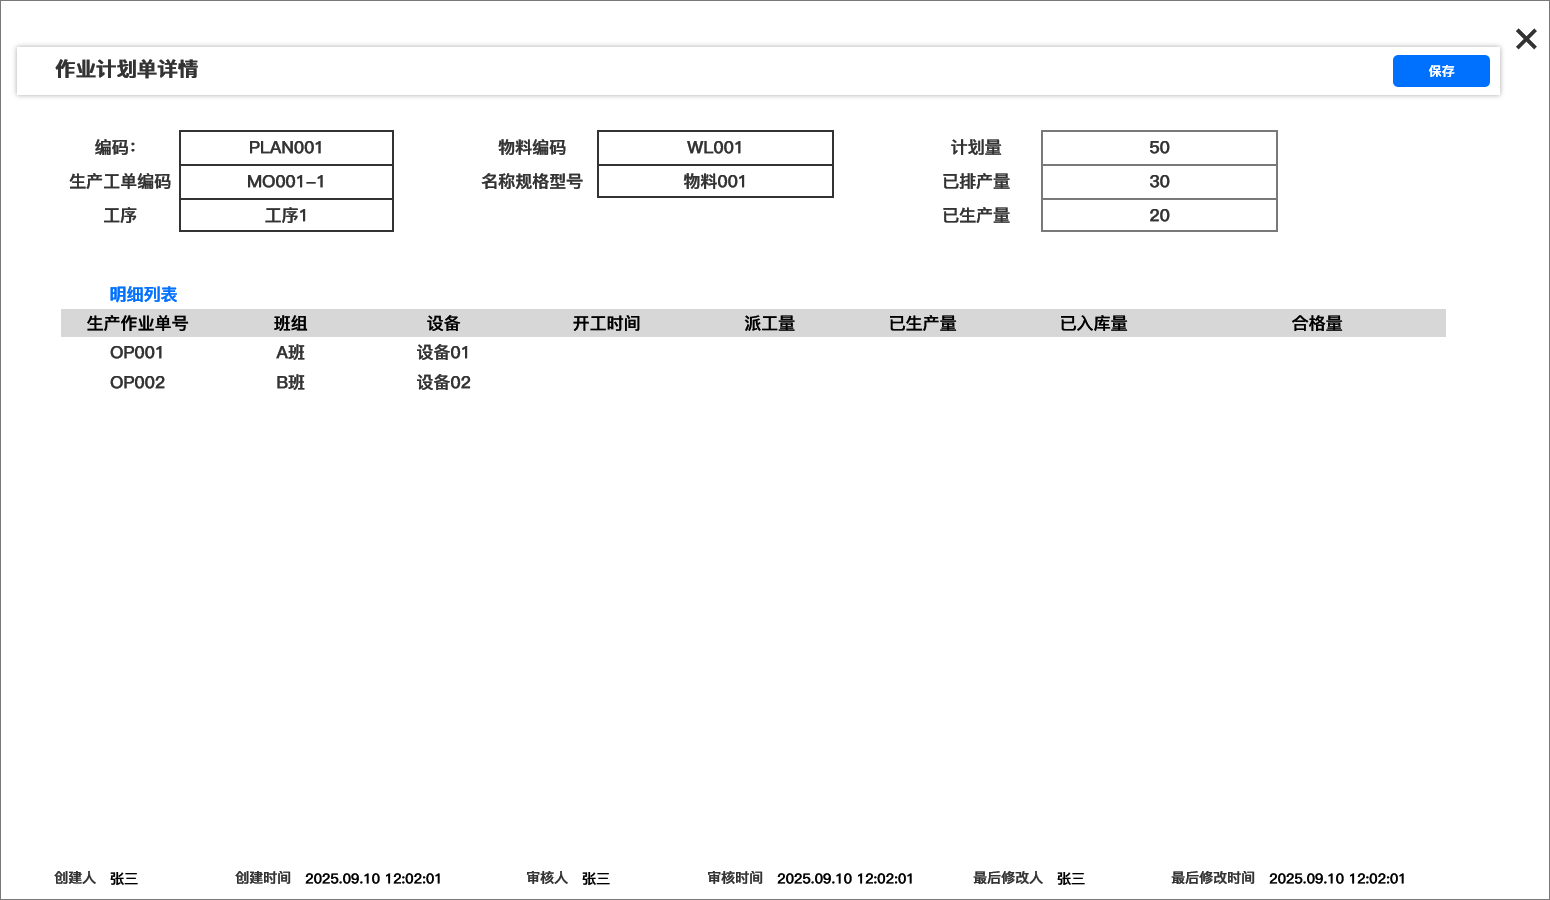 作业计划单详情 保存
编码： PLAN001 物料编码 WL001 计划量 50
生产工单编码 MO001-1 名称规格型号 物料001 已排产量 30
工序 工序1 已生产量 20
明细列表
生产作业单号 班组 设备 开工时间 派工量 已生产量 已入库量 合格量
OP001 A班 设备01
OP002 B班 设备02
创建人 张三 创建时间 2025.09.10 12:02:01 审核人 张三 审核时间 2025.09.10 12:02:01 最后修改人 张三 最后修改时间 2025.09.10 12:02:01